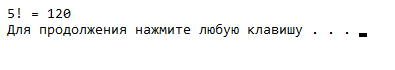 5! = 120
Для продолжения нажмите любую клавишу . . .